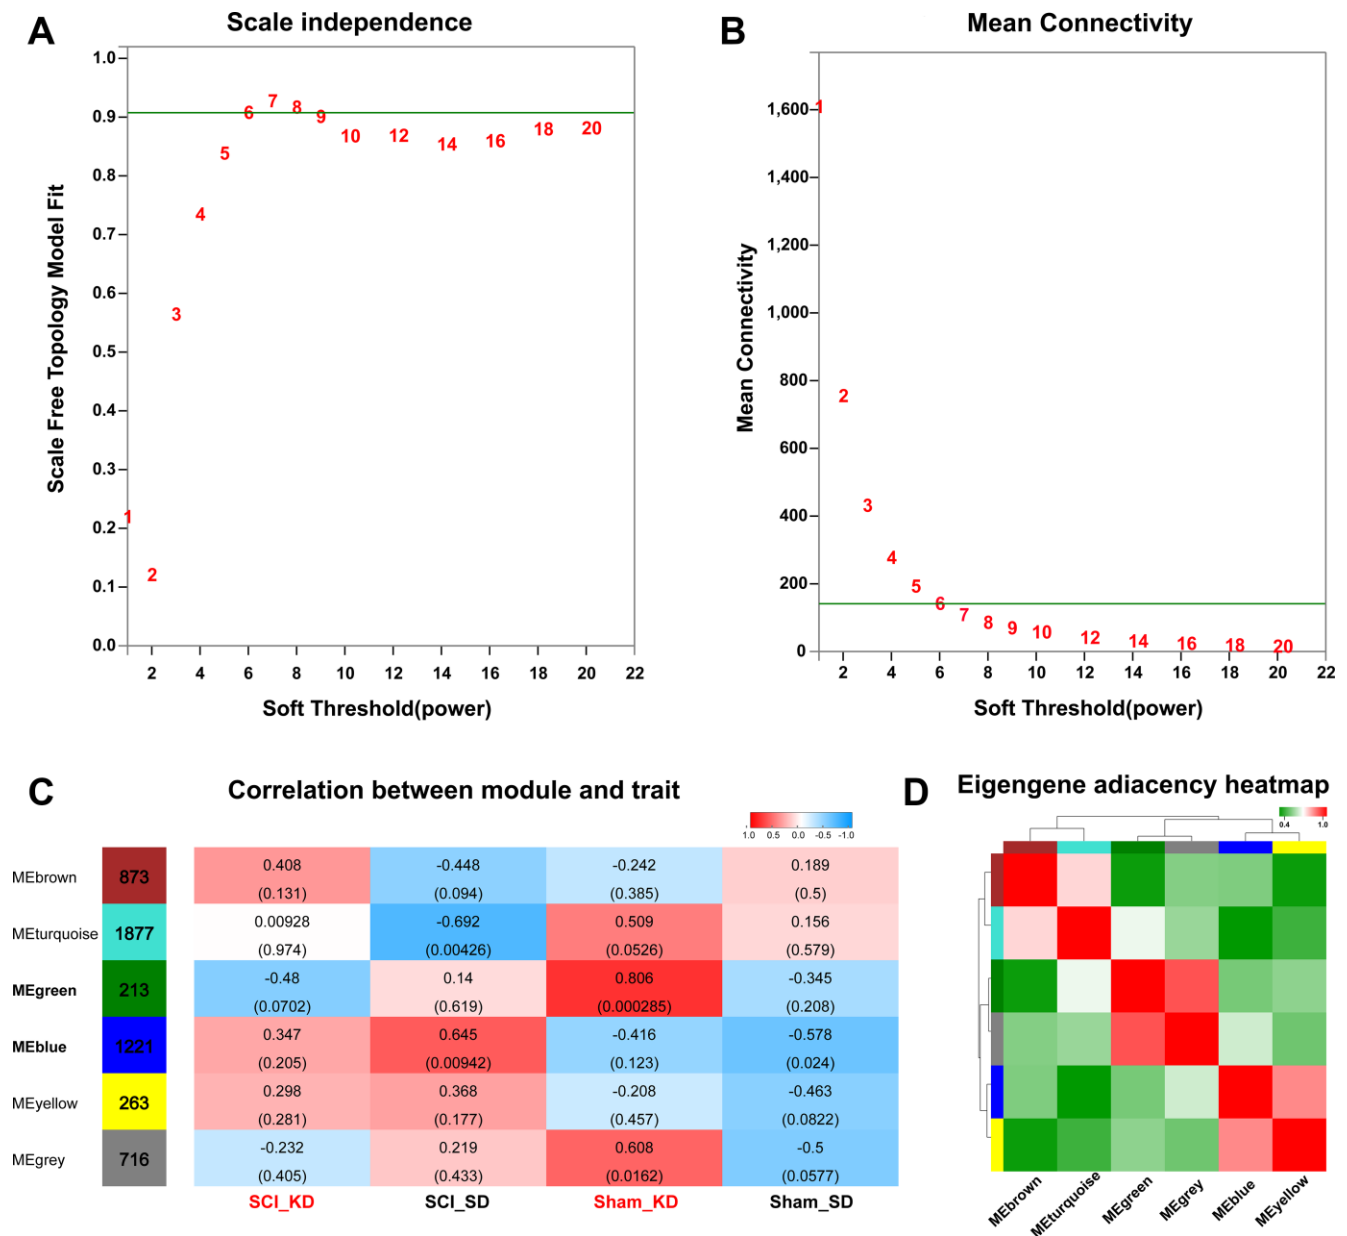 A
Scale independence
Scale Free Topology Model Fit
1.0
0.9
0.8
0.7
0.6
0.5
0.4
0.3
0.2
0.1
0.0
1
2
3
4
5
6
7
8
9
10
12
14
16
18
20
2 4 6 8 10 12 14 16 18 20 22
Soft Threshold(power)
B
Mean Connectivity
Mean Connectivity
1,600
1,400
1,200
1,000
800
600
400
200
0
1
2
3
4
5
6
7
8
9
10
12
14
16
18
20
2 4 6 8 10 12 14 16 18 20 22
Soft Threshold(power)
C
Correlation between module and trait
1.0 0.5 0.0 -0.5 -1.0
MEbrown 873 0.408 -0.448 -0.242 0.189
(0.131) (0.094) (0.385) (0.5)
MEturquoise 1877 0.00928 -0.692 0.509 0.156
(0.974) (0.00426) (0.0526) (0.579)
MEgreen 213 -0.48 0.14 0.806 -0.345
(0.0702) (0.619) (0.000285) (0.208)
MEblue 1221 0.347 0.645 -0.416 -0.578
(0.205) (0.00942) (0.123) (0.024)
MEyellow 263 0.298 0.368 -0.208 -0.463
(0.281) (0.177) (0.457) (0.0822)
MEgrey 716 -0.232 0.219 0.608 -0.5
(0.405) (0.433) (0.0162) (0.0577)
SCI_KD SCI_SD Sham_KD Sham_SD
D
Eigengene adiacency heatmap
0.4 1.0
MEbrown MEturquoise MEgreen MEgrey MEblue MEyellow